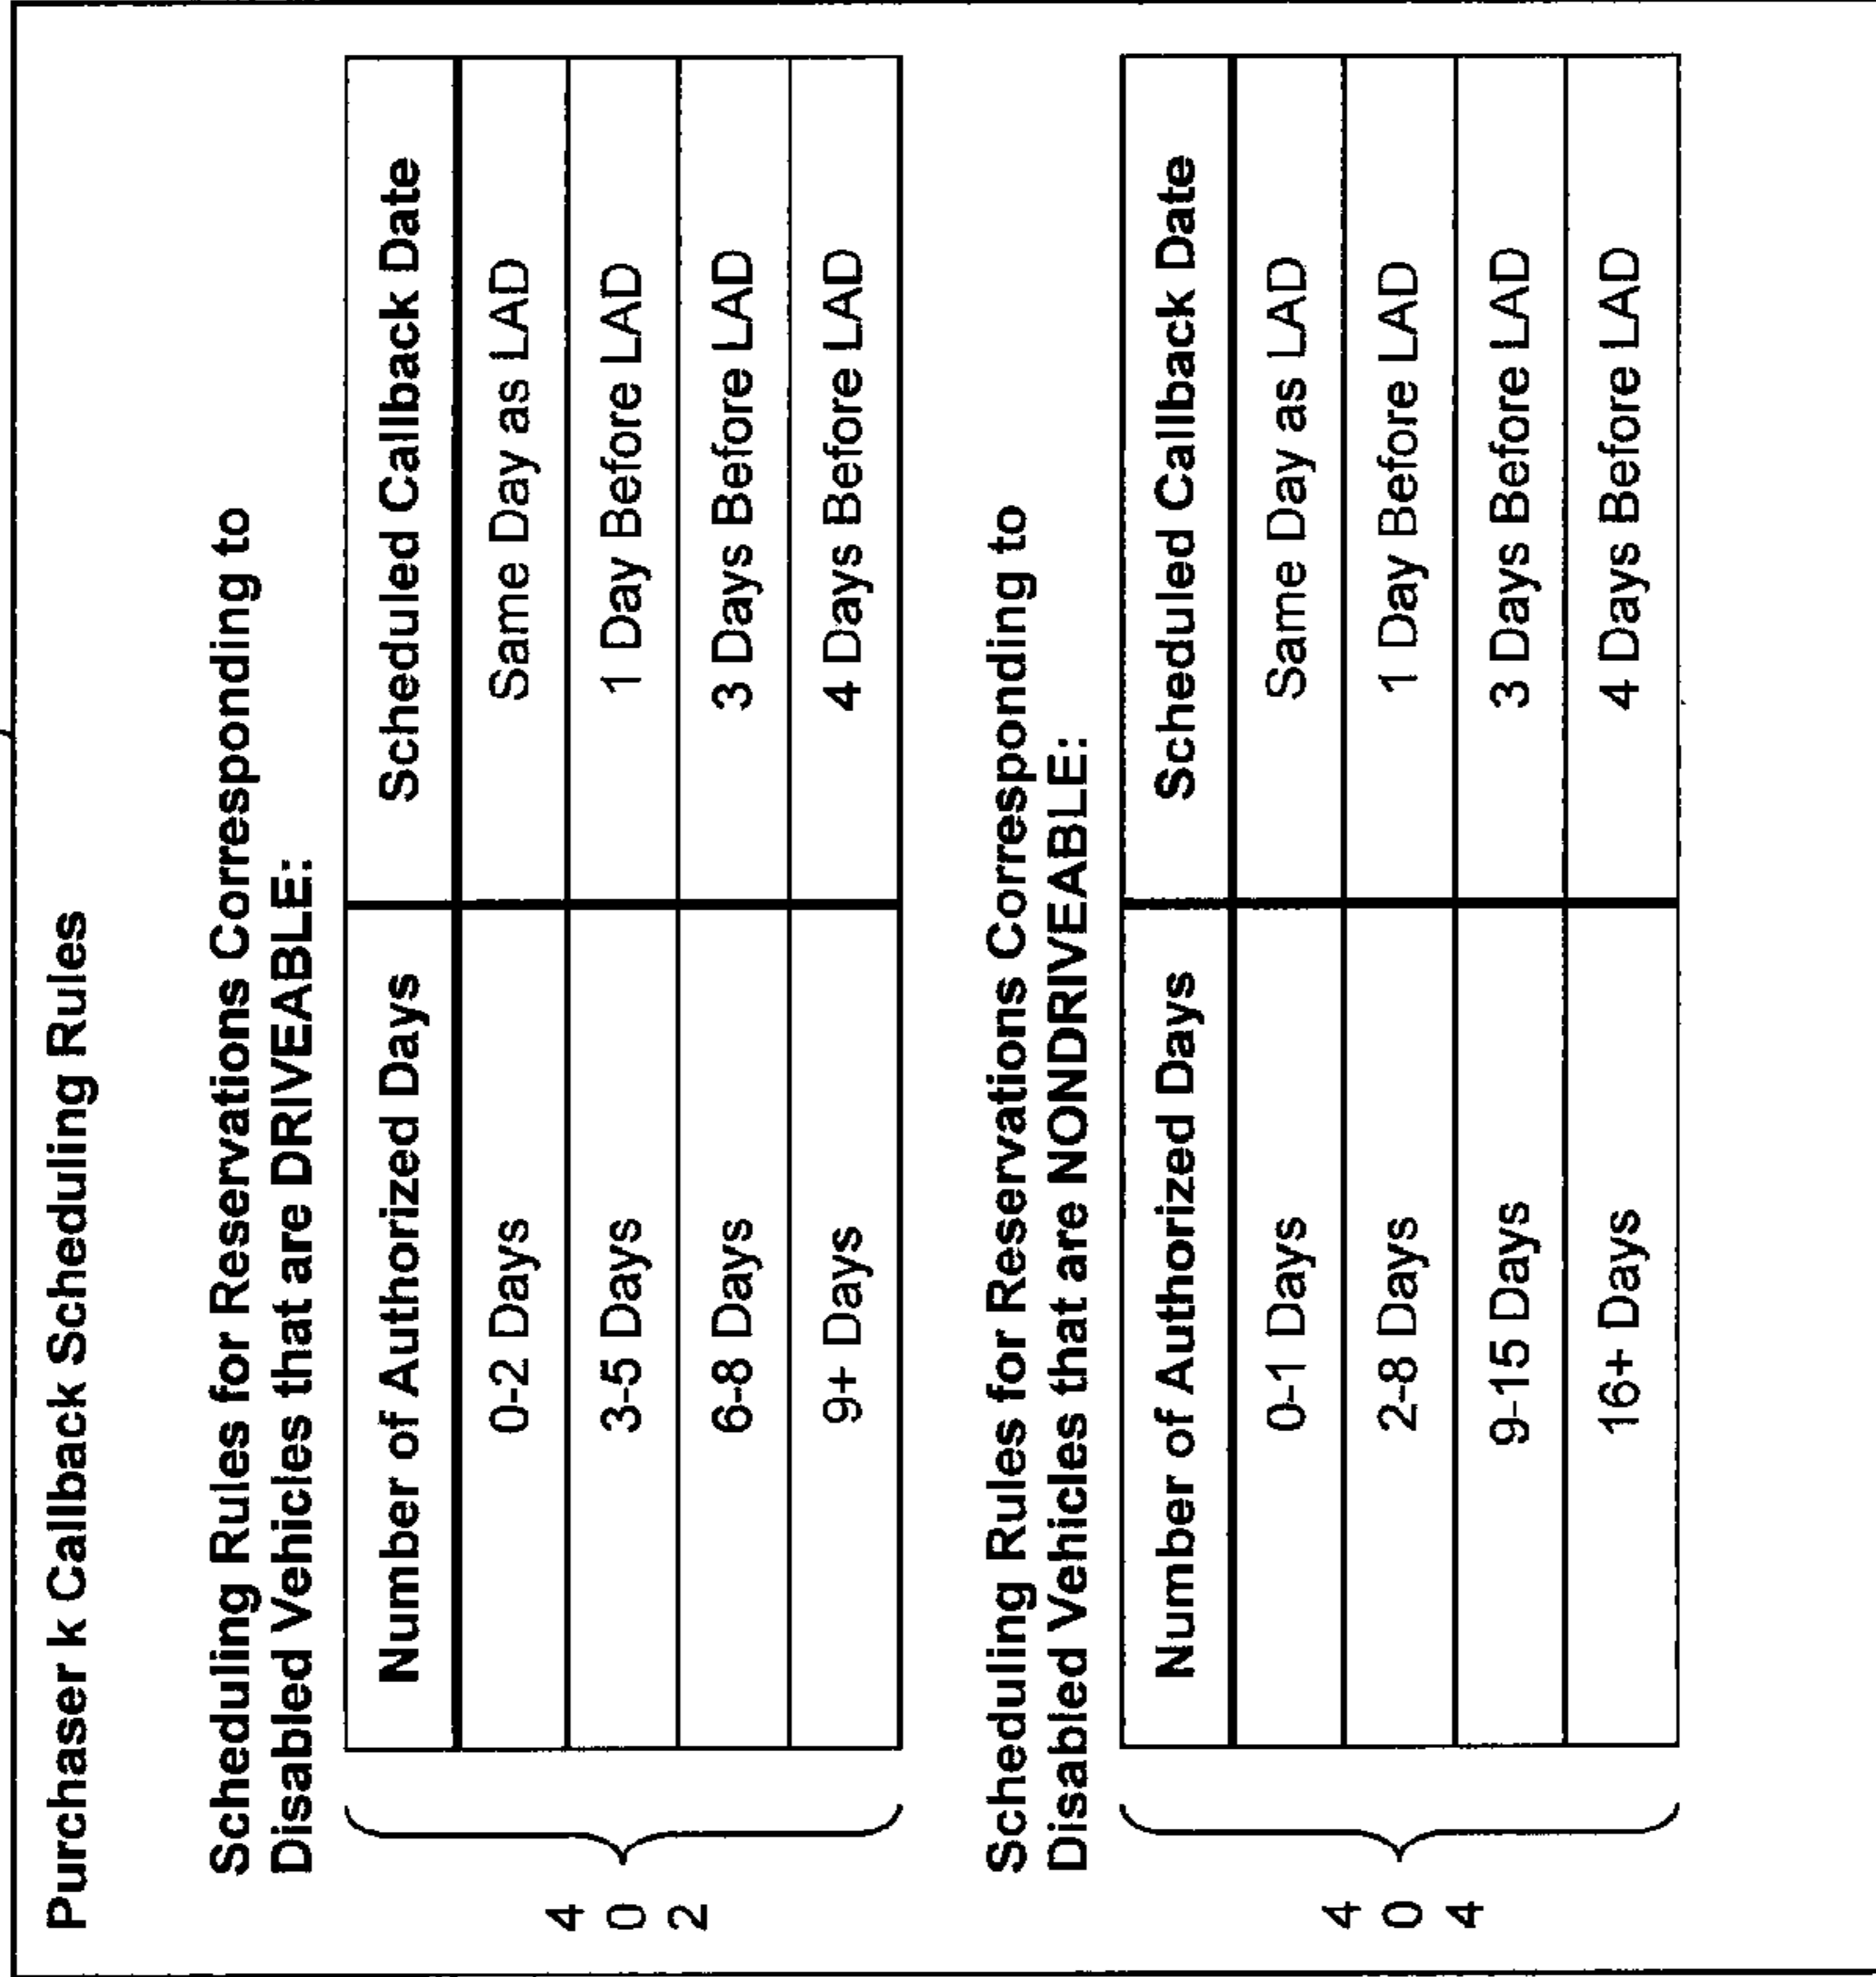 Purchaser k Callback Scheduling Rules
Scheduling Rules for Reservations Corresponding to
Disabled Vehicles that are DRIVEABLE:
402
Number of Authorized Days Scheduled Callback Date
0-2 Days Same Day as LAD
3-5 Days 1 Day Before LAD
6-8 Days 3 Days Before LAD
9+ Days 4 Days Before LAD
Scheduling Rules for Reservations Corresponding to
Disabled Vehicles that are NONDRIVEABLE:
404
Number of Authorized Days Scheduled Callback Date
0-1 Days Same Day as LAD
2-8 Days 1 Day Before LAD
9-15 Days 3 Days Before LAD
16+ Days 4 Days Before LAD